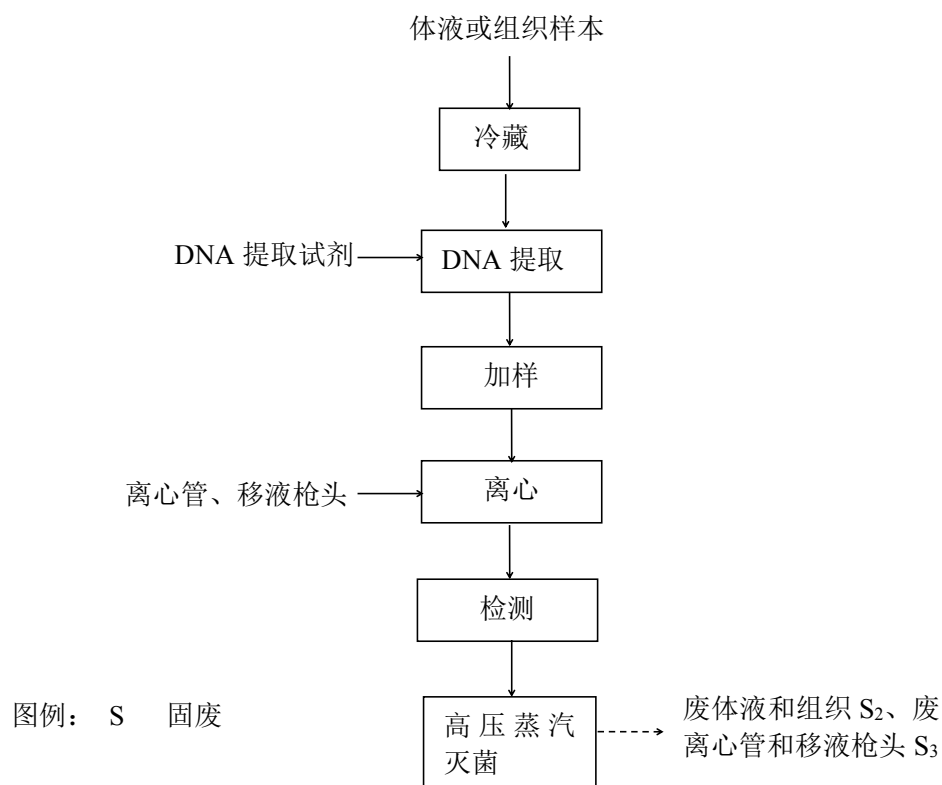 体液或组织样本
冷藏
DNA 提取试剂
DNA 提取
加样
离心管、移液枪头
离心
检测
图例： S 固废
高压蒸汽
灭菌
废体液和组织 S₂、废
离心管和移液枪头 S₃